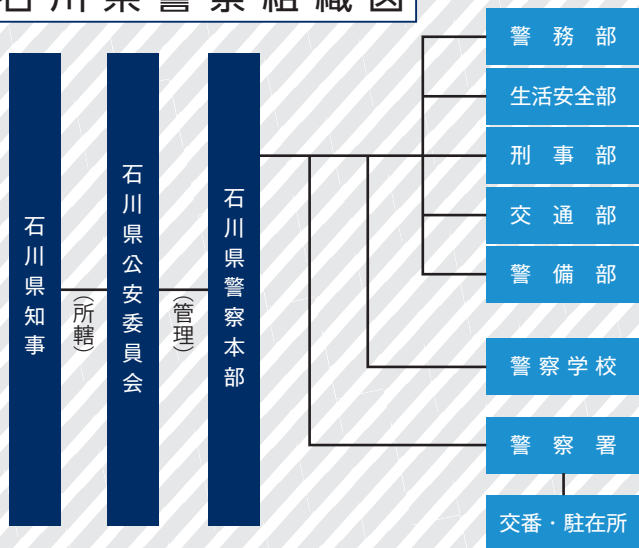 石川県警察組織図
石川県知事
(所轄)
石川県公安委員会
(管理)
石川県警察本部
警務部
生活安全部
刑事部
交通部
警備部
警察学校
警察署
交番・駐在所